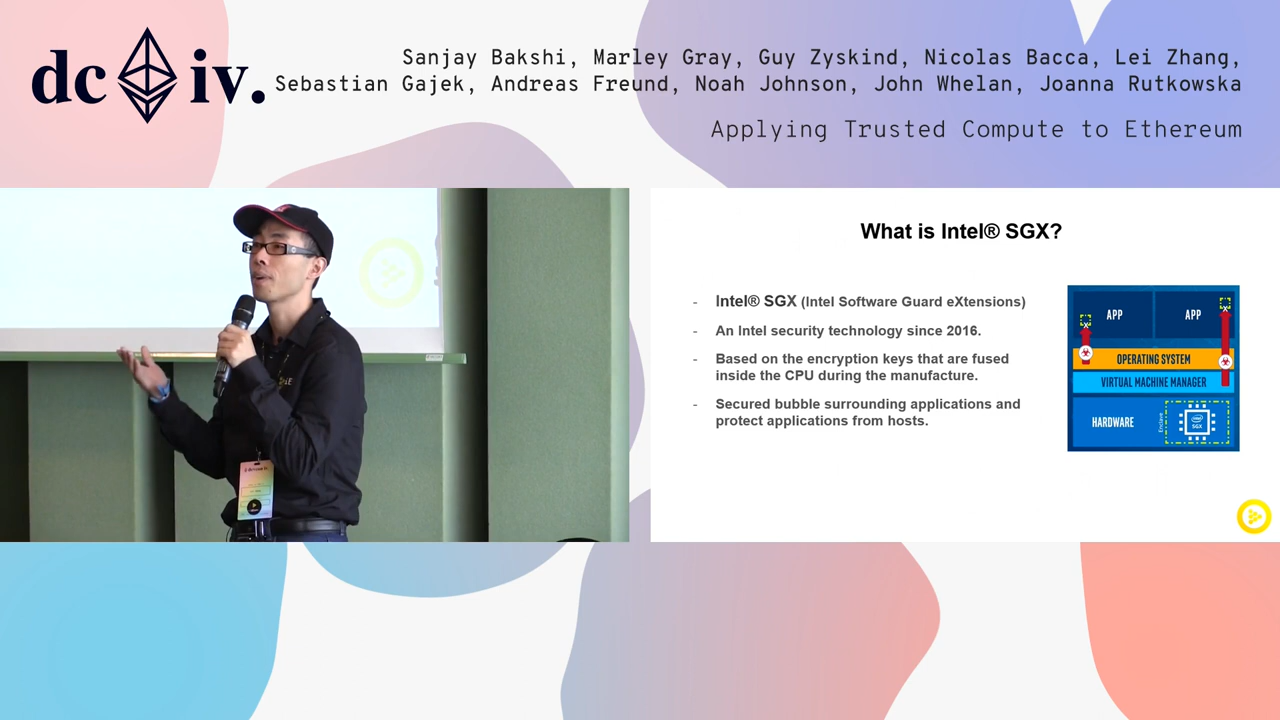 dc iv.
Sanjay Bakshi, Marley Gray, Guy Zyskind, Nicolas Bacca, Lei Zhang,
Sebastian Gajek, Andreas Freund, Noah Johnson, John Whelan, Joanna Rutkowska
Applying Trusted Compute to Ethereum
What is Intel® SGX?
- Intel® SGX (Intel Software Guard eXtensions)
- An Intel security technology since 2016.
- Based on the encryption keys that are fused
inside the CPU during the manufacture.
- Secured bubble surrounding applications and
protect applications from hosts.
APP
APP
OPERATING SYSTEM
VIRTUAL MACHINE MANAGER
HARDWARE
Enclave
intel
SGX